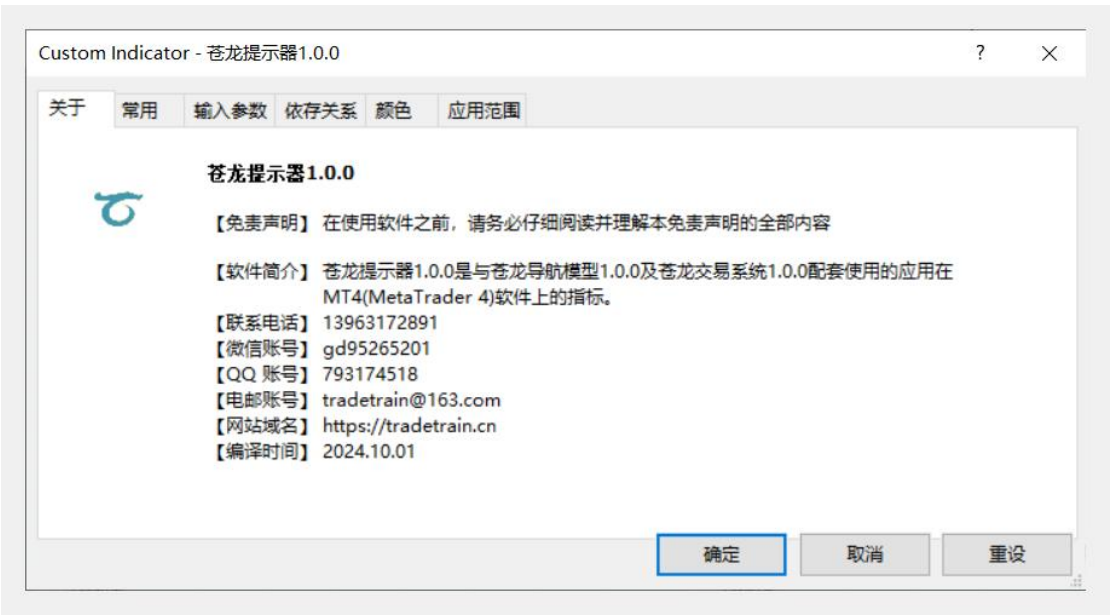 Custom Indicator - 苍龙提示器1.0.0
?
关于 常用 输入参数 依存关系 颜色 应用范围
苍龙提示器1.0.0
【免责声明】 在使用软件之前，请务必仔细阅读并理解本免责声明的全部内容
【软件简介】 苍龙提示器1.0.0是与苍龙导航模型1.0.0及苍龙交易系统1.0.0配套使用的应用在
MT4(MetaTrader 4)软件上的指标。
【联系电话】 13963172891
【微信账号】 gd95265201
【QQ 账号】 793174518
【电邮账号】 tradetrain@163.com
【网站域名】 https://tradetrain.cn
【编译时间】 2024.10.01
确定 取消 重设